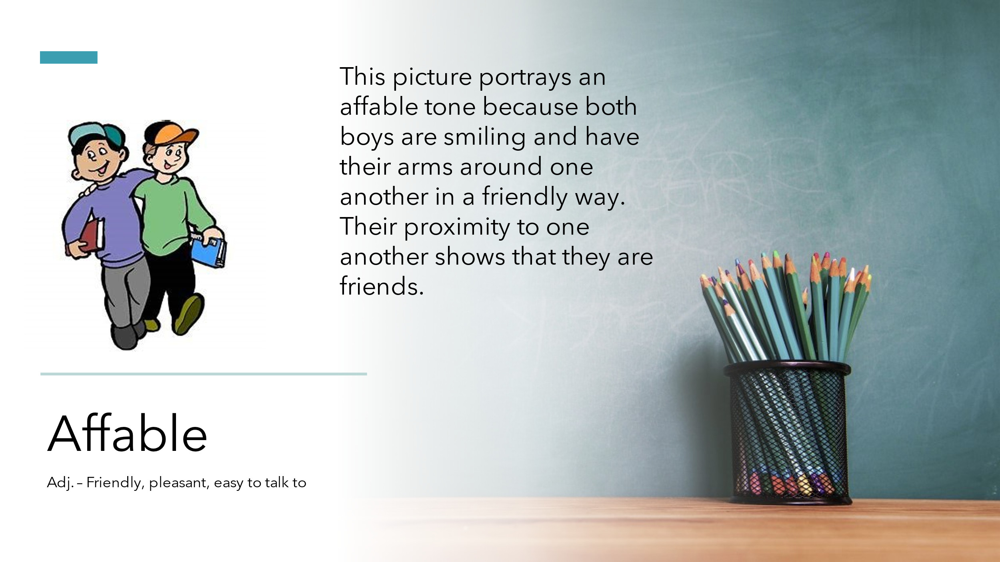 This picture portrays an
affable tone because both
boys are smiling and have
their arms around one
another in a friendly way.
Their proximity to one
another shows that they are
friends.
Affable
Adj. – Friendly, pleasant, easy to talk to